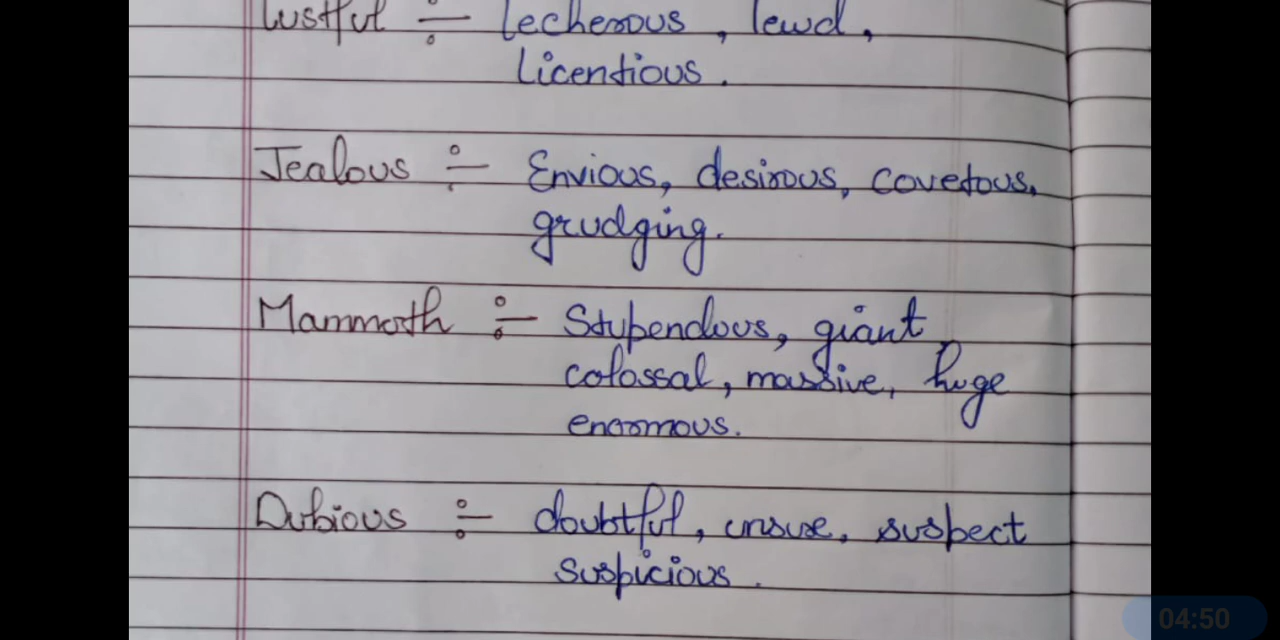 Lustful ÷ lecherous, lewd,
Licentious.
Jealous ÷ Envious, desirous, covetous,
grudging.
Mammoth ÷ Stupendous, giant,
colossal, massive, huge
enormous.
Dubious ÷ doubtful, unsure, suspect
suspicious.
04:50